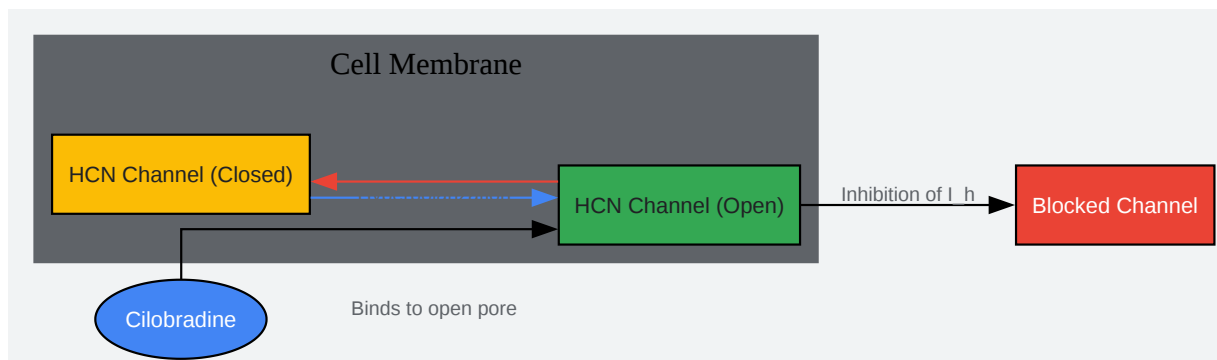 Cell Membrane
HCN Channel (Closed)
HCN Channel (Open)
Inhibition of I_h
Blocked Channel
Cilobradine
Binds to open pore